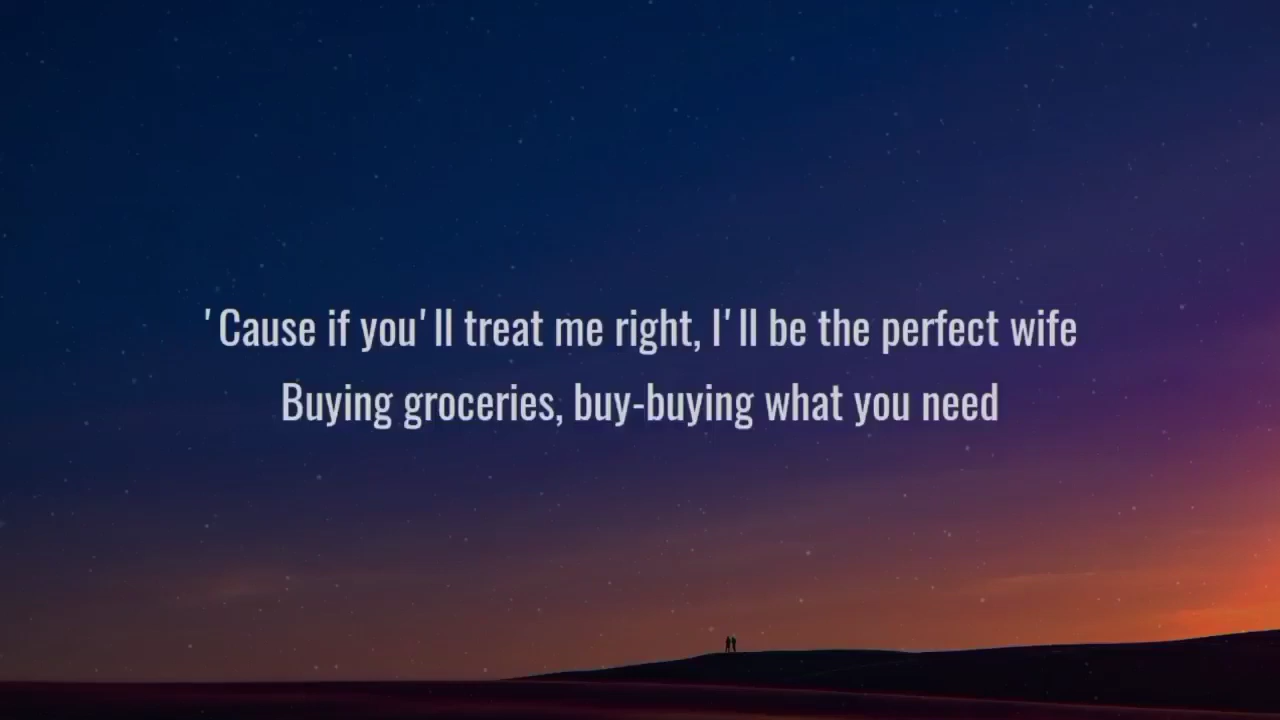 'Cause if you'll treat me right, I'll be the perfect wife
Buying groceries, buy-buying what you need